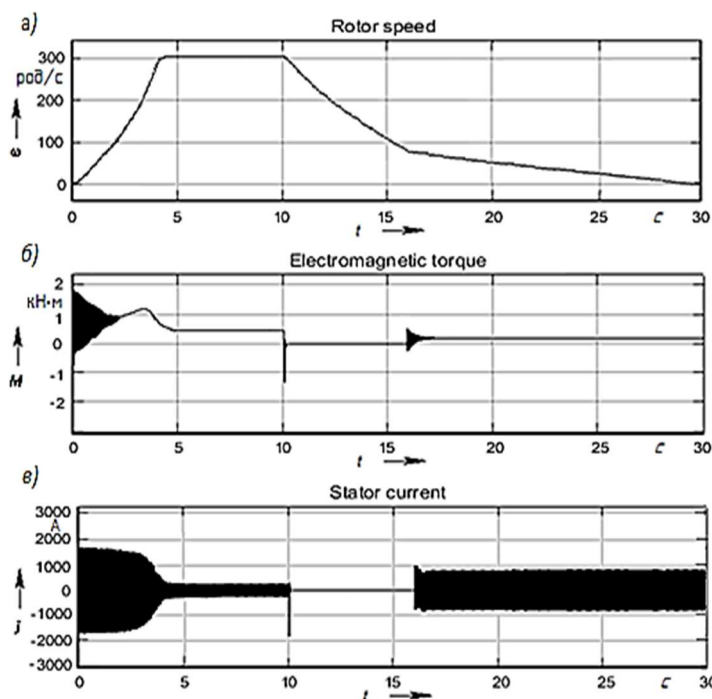 а) Rotor speed
300
род/с
200
100
0
ө
0 5 10 15 20 25 с 30
t
б) Electromagnetic torque
2
кН·м
1
0
-1
-2
М
0 5 10 15 20 25 с 30
t
в) Stator current
3000
А
2000
1000
0
-1000
-2000
-3000
j
0 5 10 15 20 25 с 30
t